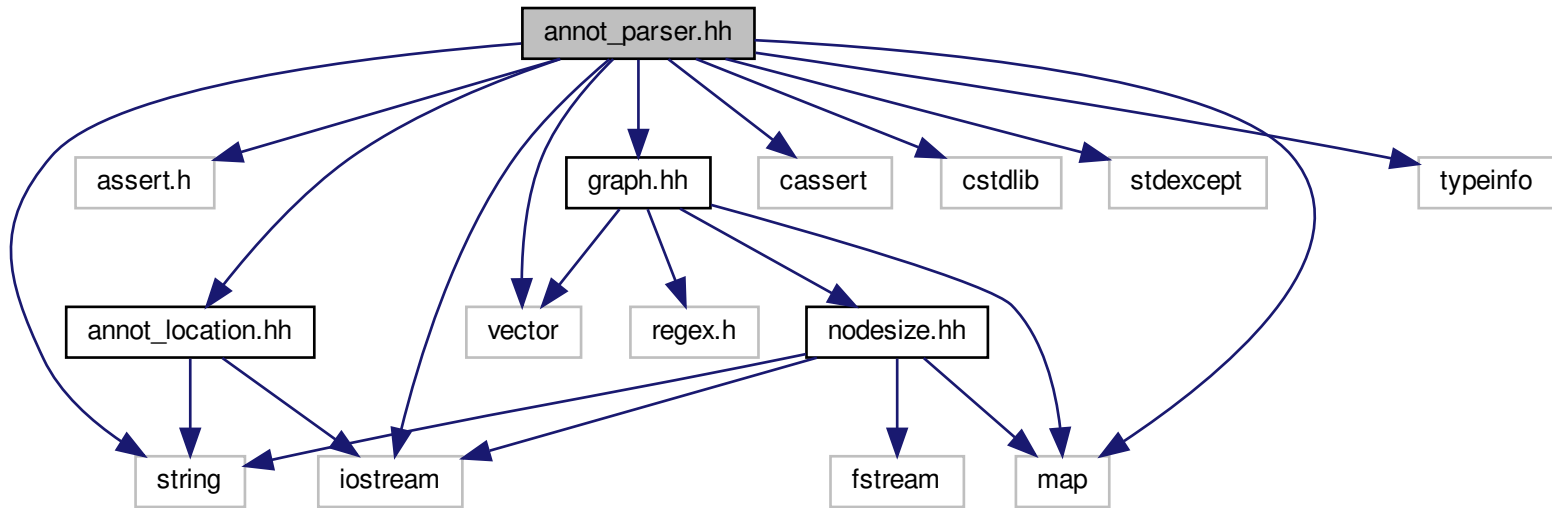 annot_parser.hh
assert.h
graph.hh
cassert
cstdlib
stdexcept
typeinfo
annot_location.hh
vector
regex.h
nodesize.hh
string
iostream
fstream
map